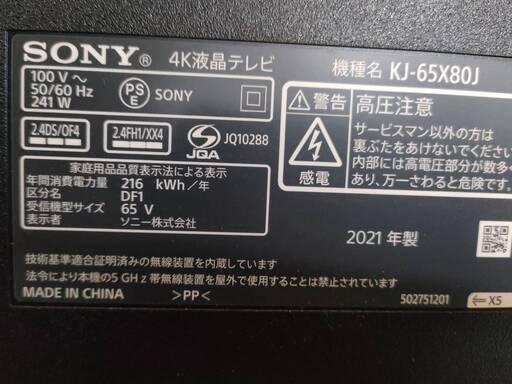 SONY® 4K液晶テレビ 機種名 KJ-65X80J
100 V～
50/60 Hz
241 W
PS
E
SONY
2.4DS/OF4 2.4FH1/XX4
JQA
JQ10288
家庭用品品質表示法による表示
年間消費電力量 216 kWh/年
区分名 DF1
受信機型サイズ 65 V
表示者 ソニー株式会社
警告
感電
高圧注意
サービスマン以外の方は
裏ぶたをあけないでください
内部には高電圧部分が数多く
あり、万一さわると危険です
2021 年製
技術基準適合証明済みの無線装置を内蔵しています
法令により本機の5 GHz 帯無線装置を屋外で使用することは禁止されています
MADE IN CHINA >PP< 502751201 X5